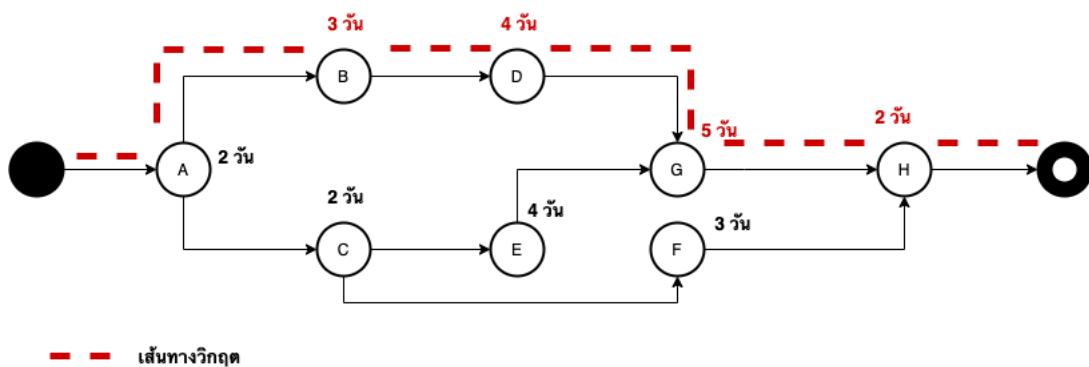 3 วัน
4 วัน
B
D
5 วัน
2 วัน
A
2 วัน
G
H
2 วัน
4 วัน
3 วัน
C
E
F
เส้นทางวิกฤต